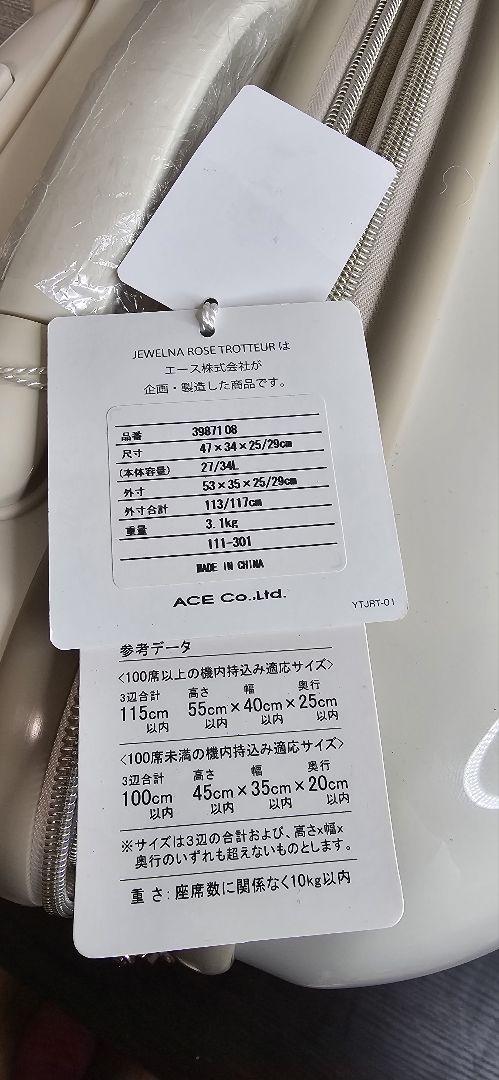 JEWELNA ROSE TROTTEUR は
エース株式会社が
企画・製造した商品です。
品番 3987108
尺寸 47×34×25/29cm
(本体容量) 27/34L
外寸 53×35×25/29cm
外寸合計 113/117cm
重量 3.1kg
111-301
MADE IN CHINA
ACE Co.,Ltd.
YTJRT-01
参考データ
<100席以上の機内持込み適応サイズ>
3辺合計 高さ 幅 奥行
115cm 55cm×40cm×25cm
以内 以内 以内 以内
<100席未満の機内持込み適応サイズ>
3辺合計 高さ 幅 奥行
100cm 45cm×35cm×20cm
以内 以内 以内 以内
※サイズは3辺の合計および、高さx幅x
奥行のいずれも超えないものとします。
重さ:座席数に関係なく10kg以内